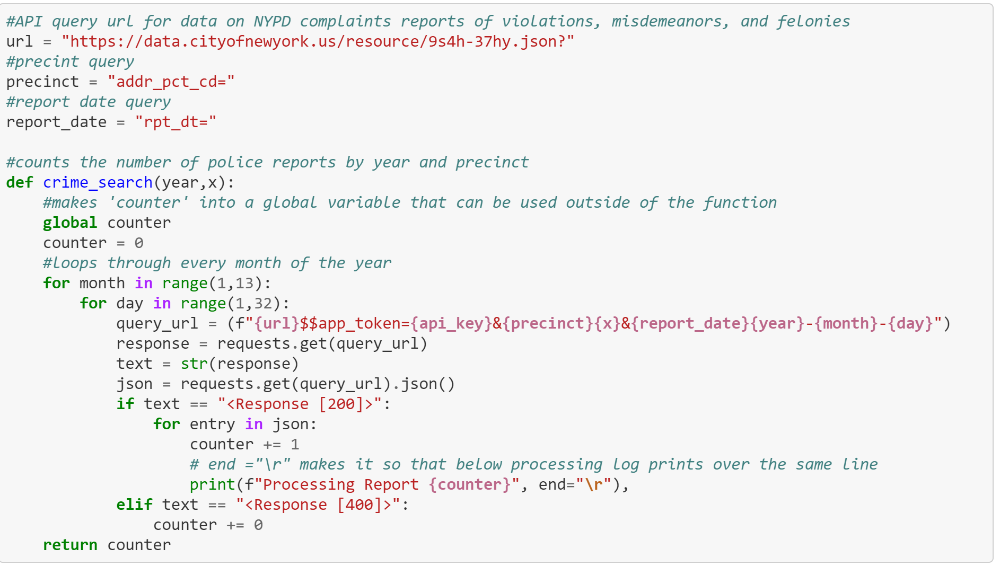 #API query url for data on NYPD complaints reports of violations, misdemeanors, and felonies
url = "https://data.cityofnewyork.us/resource/9s4h-37hy.json?"
#precint query
precinct = "addr_pct_cd="
#report date query
report_date = "rpt_dt="

#counts the number of police reports by year and precinct
def crime_search(year,x):
    #makes 'counter' into a global variable that can be used outside of the function
    global counter
    counter = 0
    #loops through every month of the year
    for month in range(1,13):
        for day in range(1,32):
            query_url = (f"{url}$$app_token={api_key}&{precinct}{x}&{report_date}{year}-{month}-{day}")
            response = requests.get(query_url)
            text = str(response)
            json = requests.get(query_url).json()
            if text == "<Response [200]>":
                for entry in json:
                    counter += 1
                    # end ="\r" makes it so that below processing log prints over the same line
                    print(f"Processing Report {counter}", end="\r"),
            elif text == "<Response [400]>":
                counter += 0
    return counter